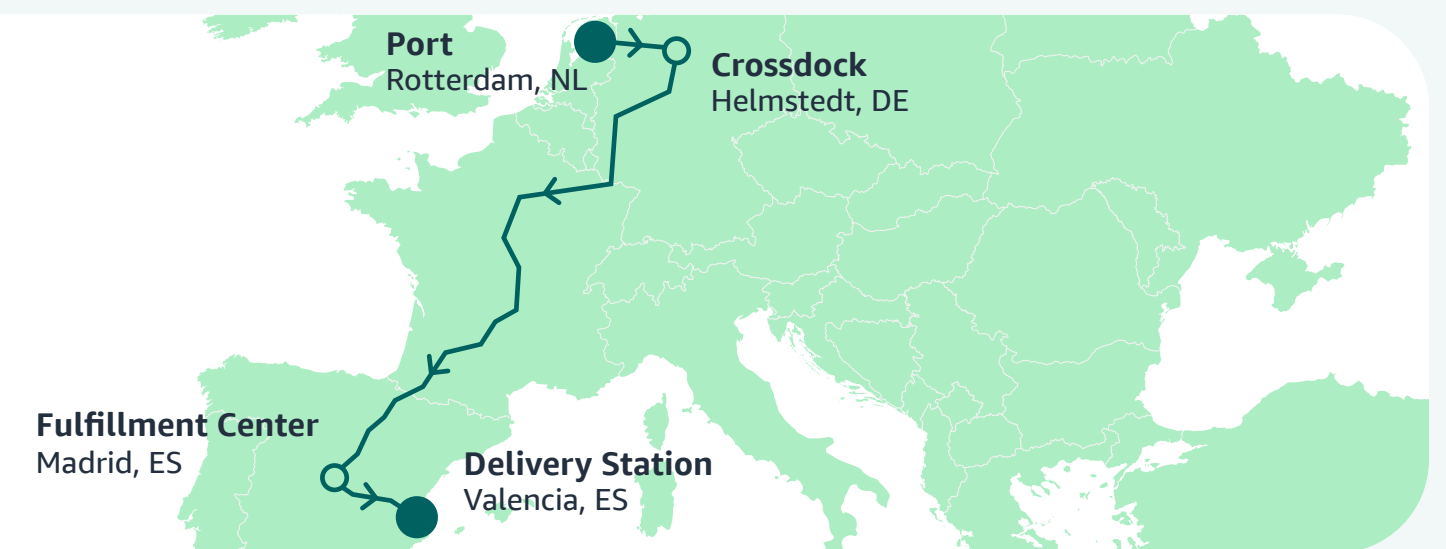 Port
Rotterdam, NL
Crossdock
Helmstedt, DE
Fulfillment Center
Madrid, ES
Delivery Station
Valencia, ES